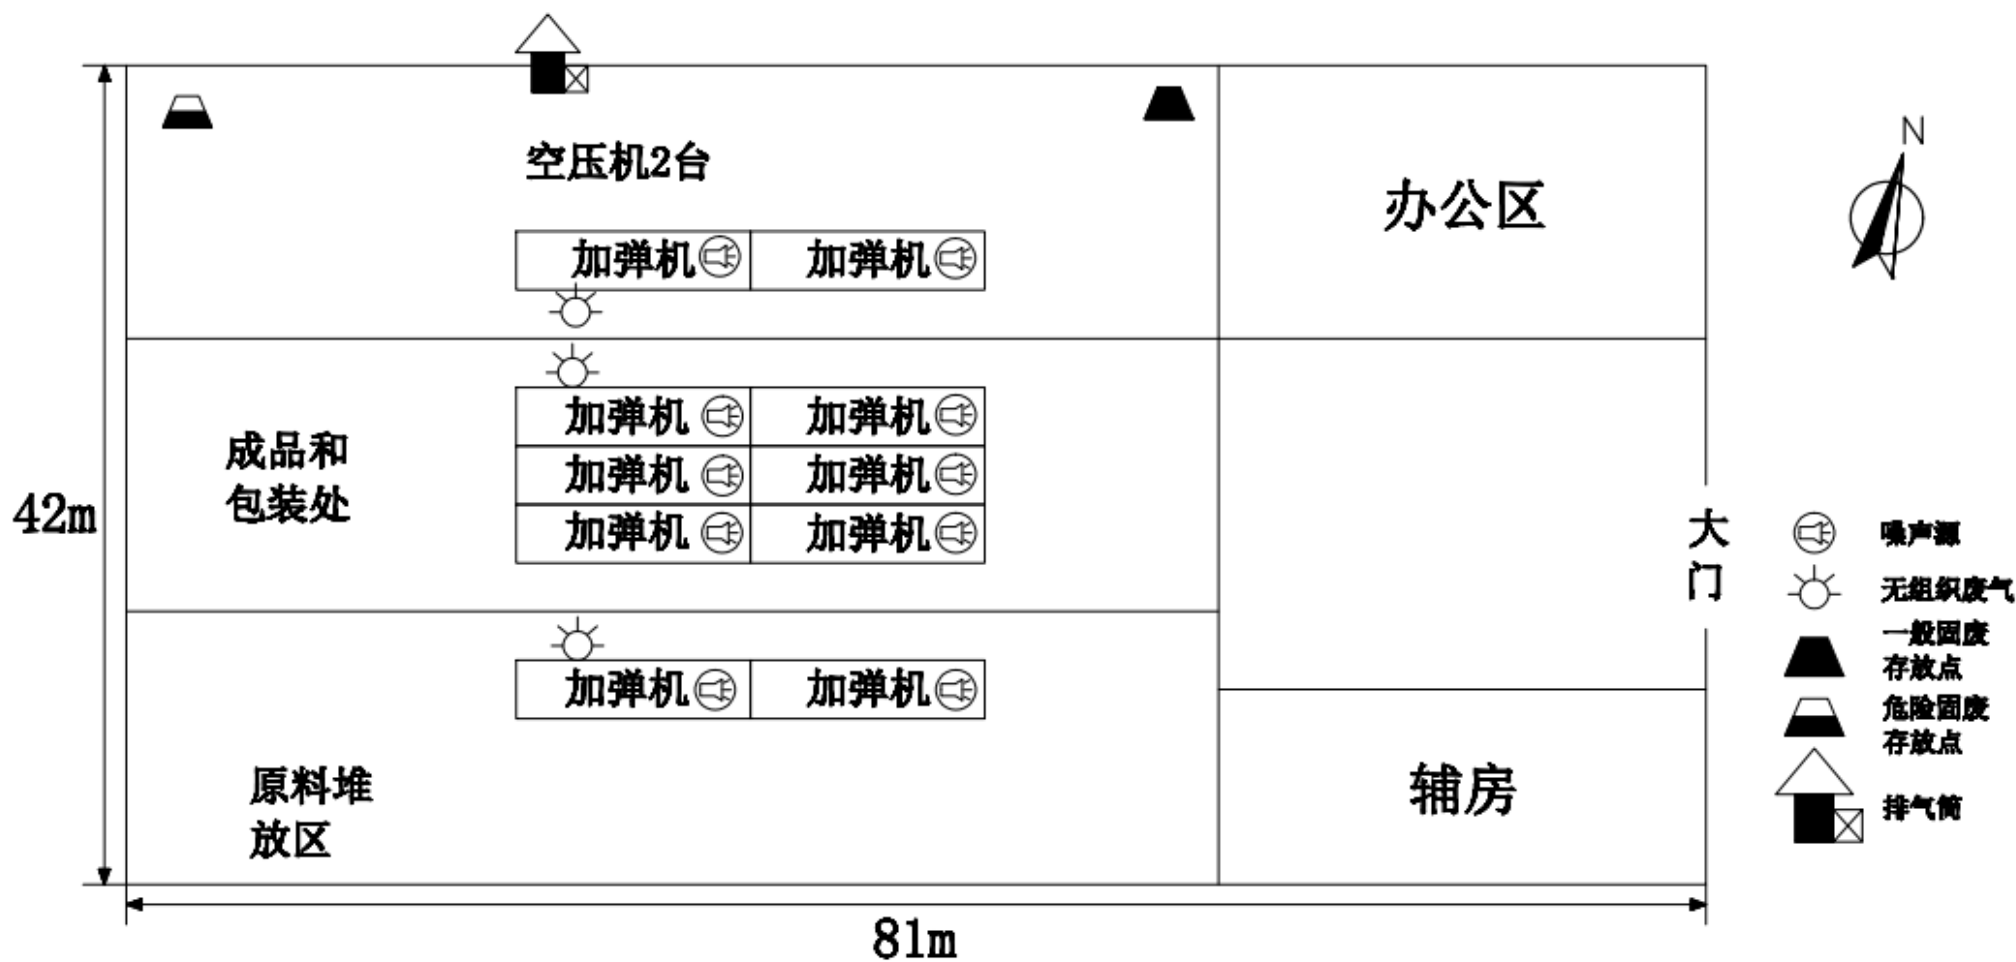 空压机2台
办公区
N
加弹机 加弹机
加弹机 加弹机
加弹机 加弹机
加弹机 加弹机
成品和
包装处
42m
大
门
加弹机 加弹机
原料堆
放区
辅房
81m
噪声源
无组织废气
一般固废
存放点
危险固废
存放点
排气筒